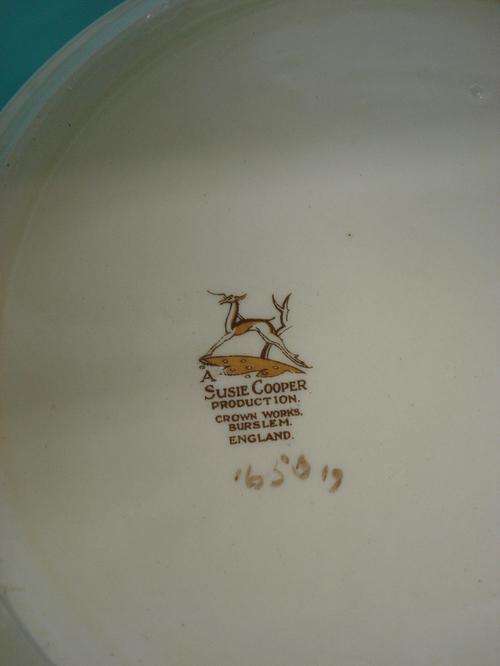 A
SUSIE COOPER
PRODUCTION.
CROWN WORKS.
BURSLEM.
ENGLAND.